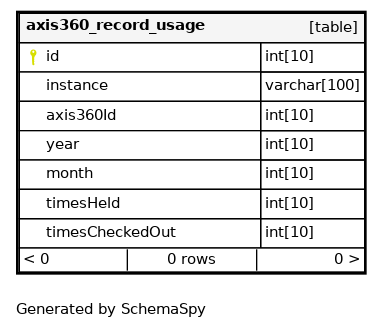 axis360_record_usage [table]
id int[10]
instance varchar[100]
axis360Id int[10]
year int[10]
month int[10]
timesHeld int[10]
timesCheckedOut int[10]
< 0 0 rows 0 >
Generated by SchemaSpy